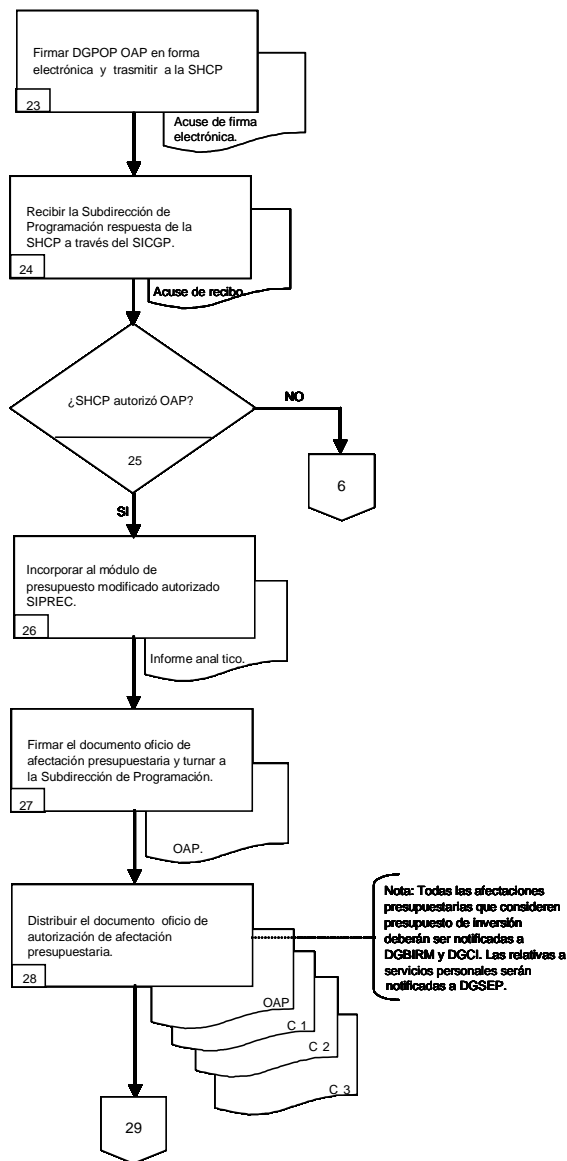 Firmar DGPOP OAP en forma
electrónica y trasmitir a la SHCP
23
Acuse de firma
electrónica.
Recibir la Subdirección de
Programación respuesta de la
SHCP a través del SICGP.
24
Acuse de recibo.
¿SHCP autorizó OAP?
25
NO
6
SI
Incorporar al módulo de
presupuesto modificado autorizado
SIPREC.
26
Informe anal tico.
Firmar el documento oficio de
afectación presupuestaria y turnar a
la Subdirección de Programación.
27
OAP.
Distribuir el documento oficio de
autorización de afectación
presupuestaria.
28
OAP
C 1
C 2
C 3
Nota: Todas las afectaciones
presupuestarias que consideren
presupuesto de inversión
deberán ser notificadas a
DGBIRM y DGCI. Las relativas a
servicios personales serán
notificadas a DGSEP.
29